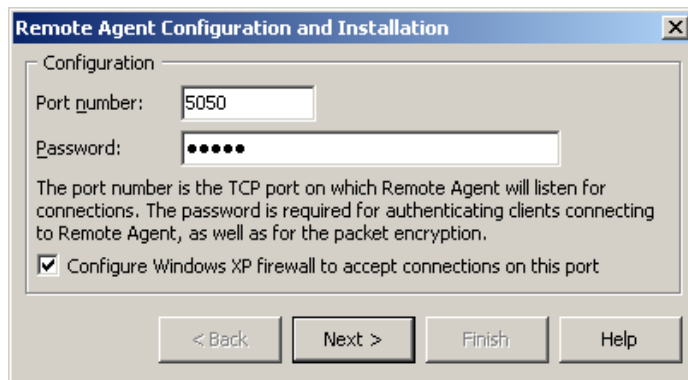 Remote Agent Configuration and Installation
Configuration
Port number: 5050
Password: •••••
The port number is the TCP port on which Remote Agent will listen for
connections. The password is required for authenticating clients connecting
to Remote Agent, as well as for the packet encryption.
Configure Windows XP firewall to accept connections on this port
< Back Next > Finish Help